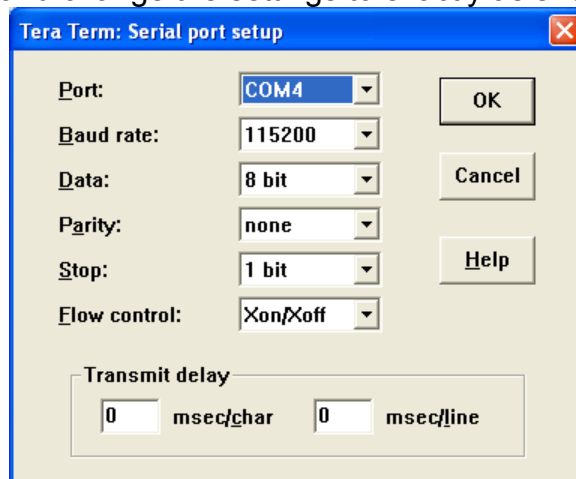 Tera Term: Serial port setup
Port: COM4 OK
Baud rate: 115200
Data: 8 bit Cancel
Parity: none
Stop: 1 bit Help
Flow control: Xon/Xoff
Transmit delay
0 msec/char 0 msec/line